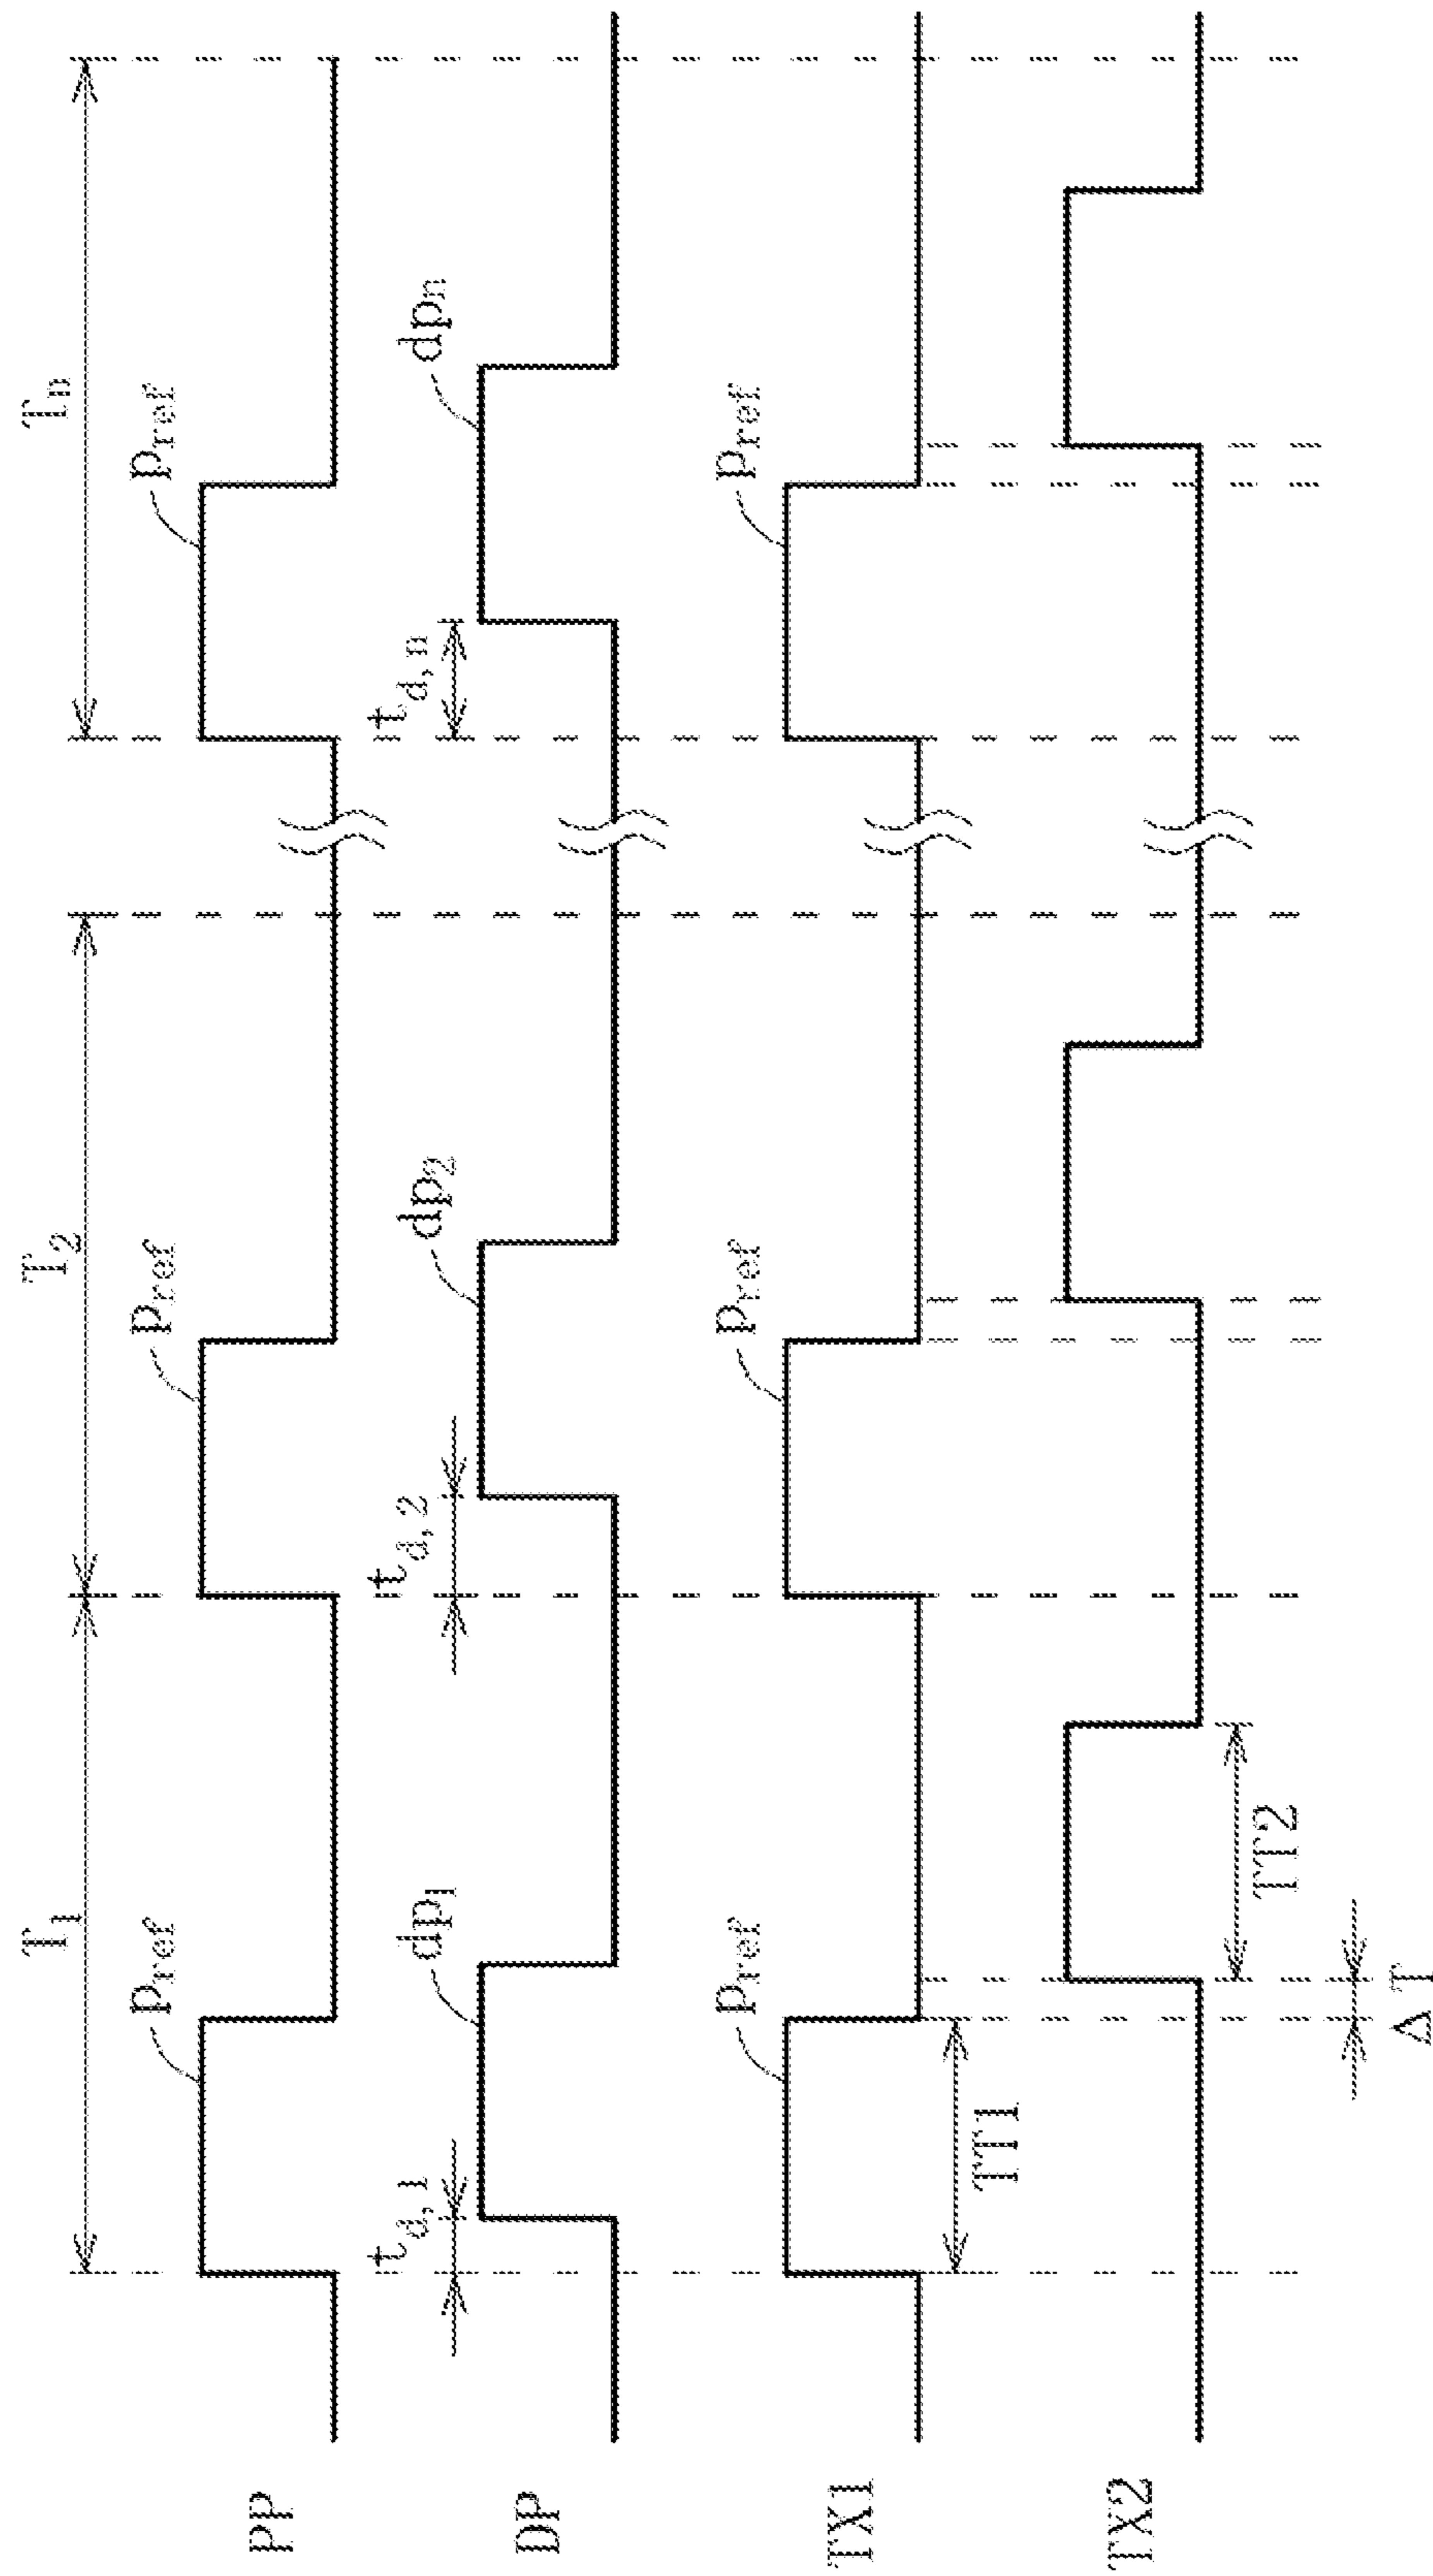 T1 T2 Tn
PP pref pref pref
td,1 dp1 td,2 dp2 td,n dpn
DP
TX1 pref pref pref
TT1
TX2
TT2
ΔT